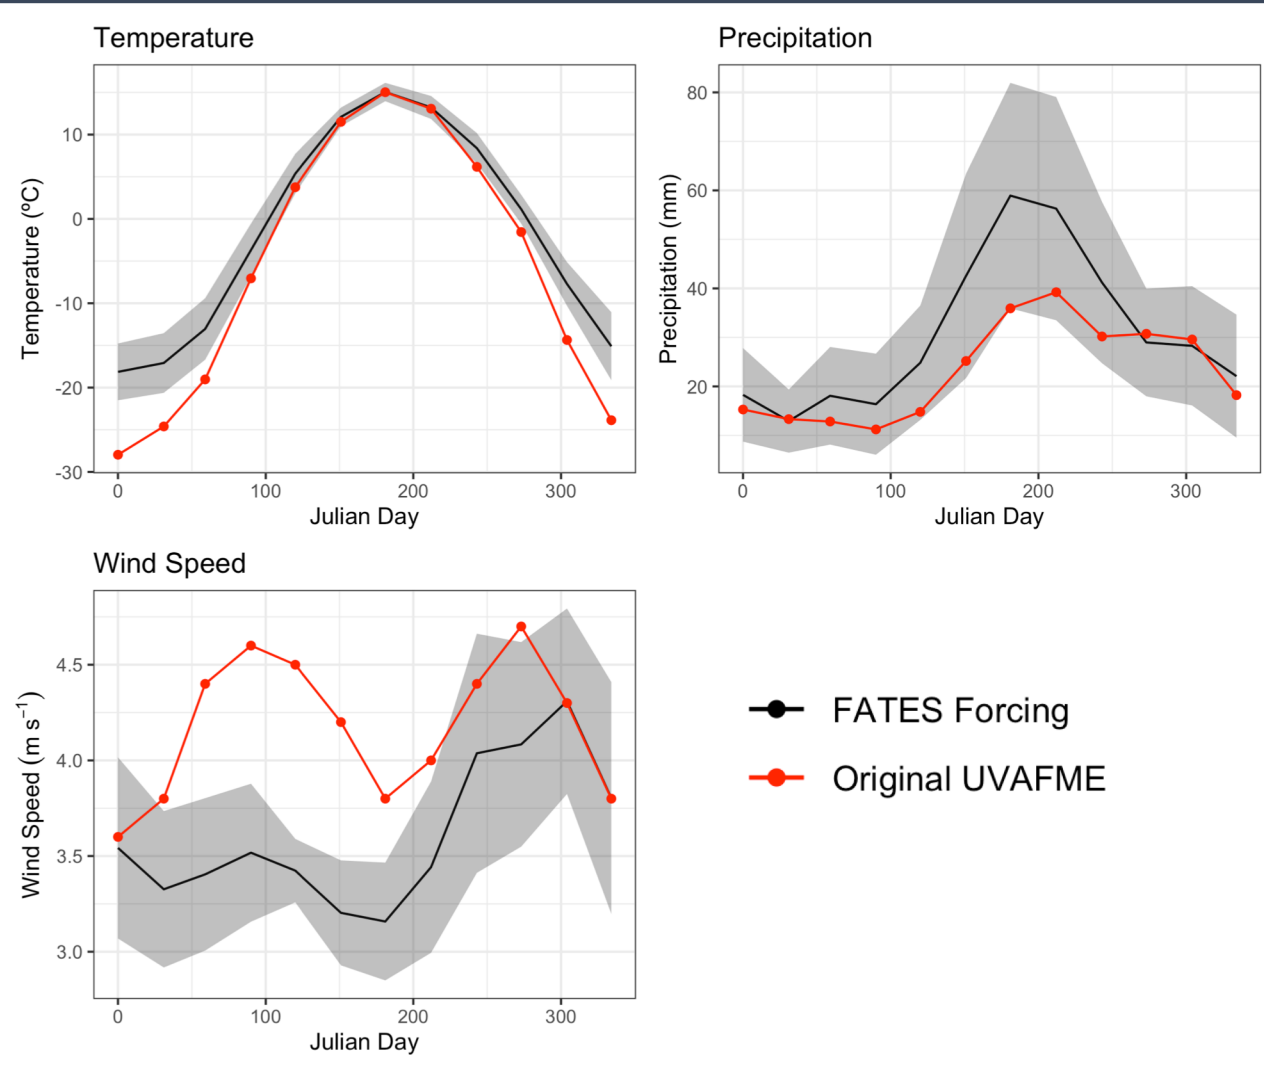 Temperature
Temperature (ºC)
10
0
-10
-20
-30
0 100 200 300
Julian Day
Precipitation
Precipitation (mm)
80
60
40
20
0 100 200 300
Julian Day
Wind Speed
Wind Speed (m s⁻¹)
4.5
4.0
3.5
3.0
0 100 200 300
Julian Day
FATES Forcing
Original UVAFME